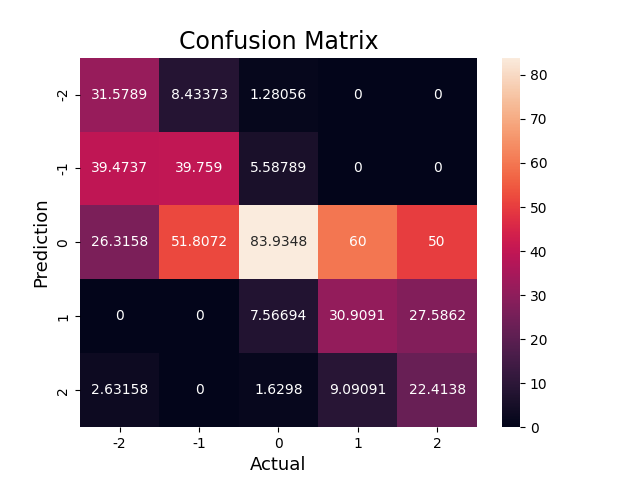 Confusion Matrix
-2 31.5789 8.43373 1.28056 0 0 80
70
-1 39.4737 39.759 5.58789 0 0 60
50
0 26.3158 51.8072 83.9348 60 50 40
30
1 0 0 7.56694 30.9091 27.5862 20
2 2.63158 0 1.6298 9.09091 22.4138 10
0
-2 -1 0 1 2
Prediction
Actual